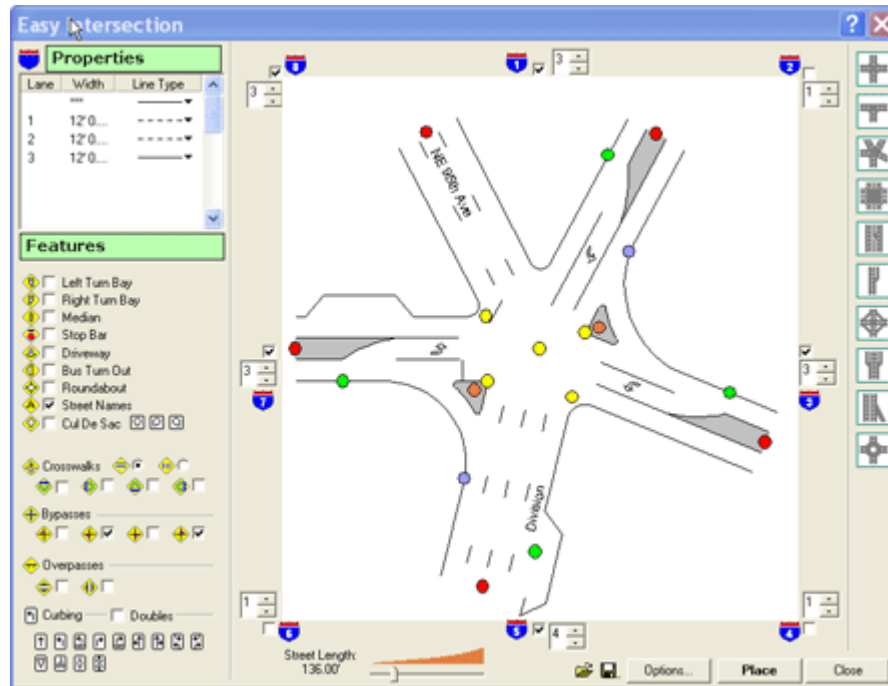 Easy Intersection
Properties
Lane Width Line Type
1 12'0....
2 12'0....
3 12'0....
Features
Left Turn Bay
Right Turn Bay
Median
Stop Bar
Driveway
Bus Turn Out
Roundabout
Street Names
Cul De Sac
Crosswalks
Bypasses
Overpasses
Curbing Doubles
8
1
3
2
3
1
NE 95th Ave
3
7
3
3
Division
1
6
5
4
1
4
Street Length:
136.00'
Options...
Place
Close